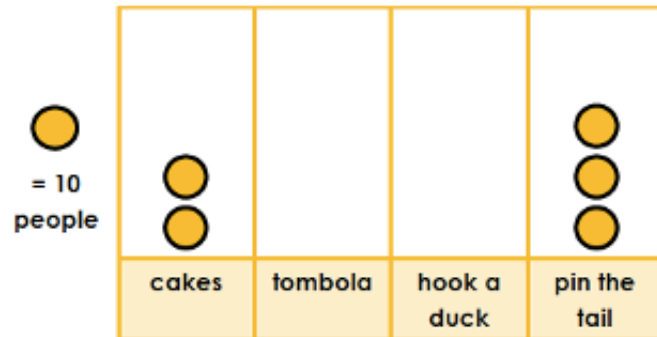 = 10
people
cakes
tombola
hook a
duck
pin the
tail